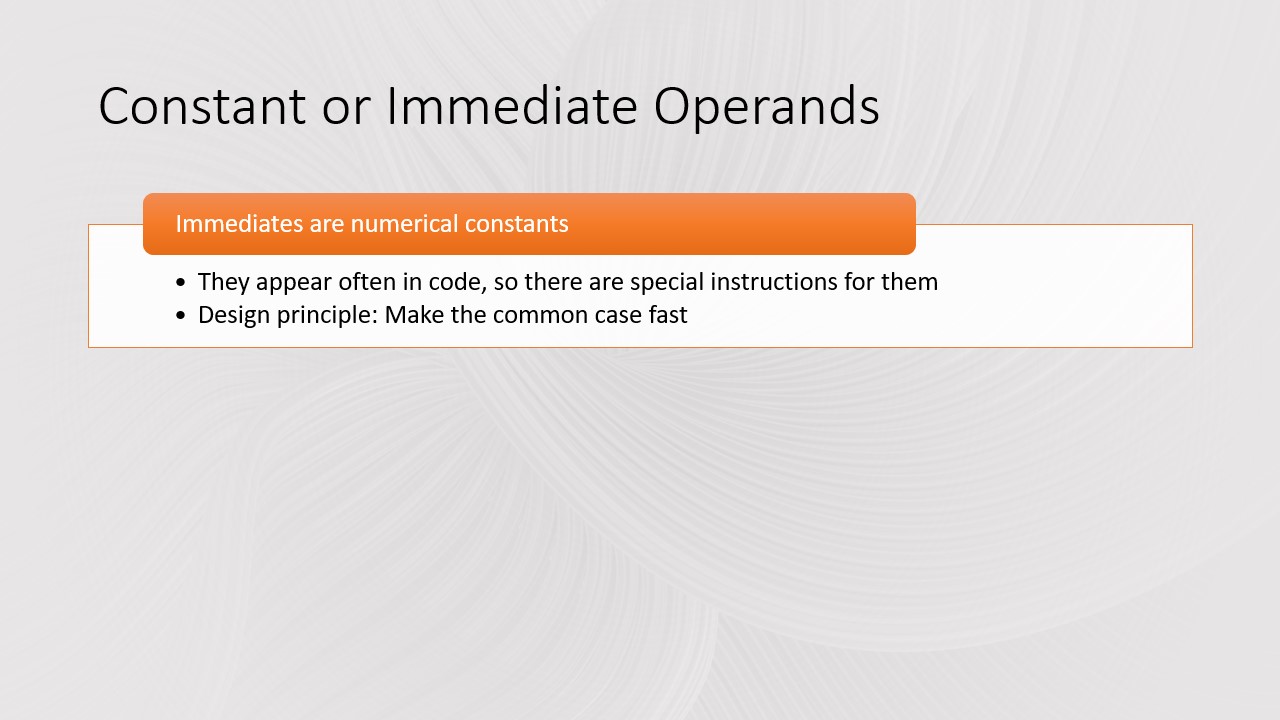 Constant or Immediate Operands
Immediates are numerical constants
• They appear often in code, so there are special instructions for them
• Design principle: Make the common case fast